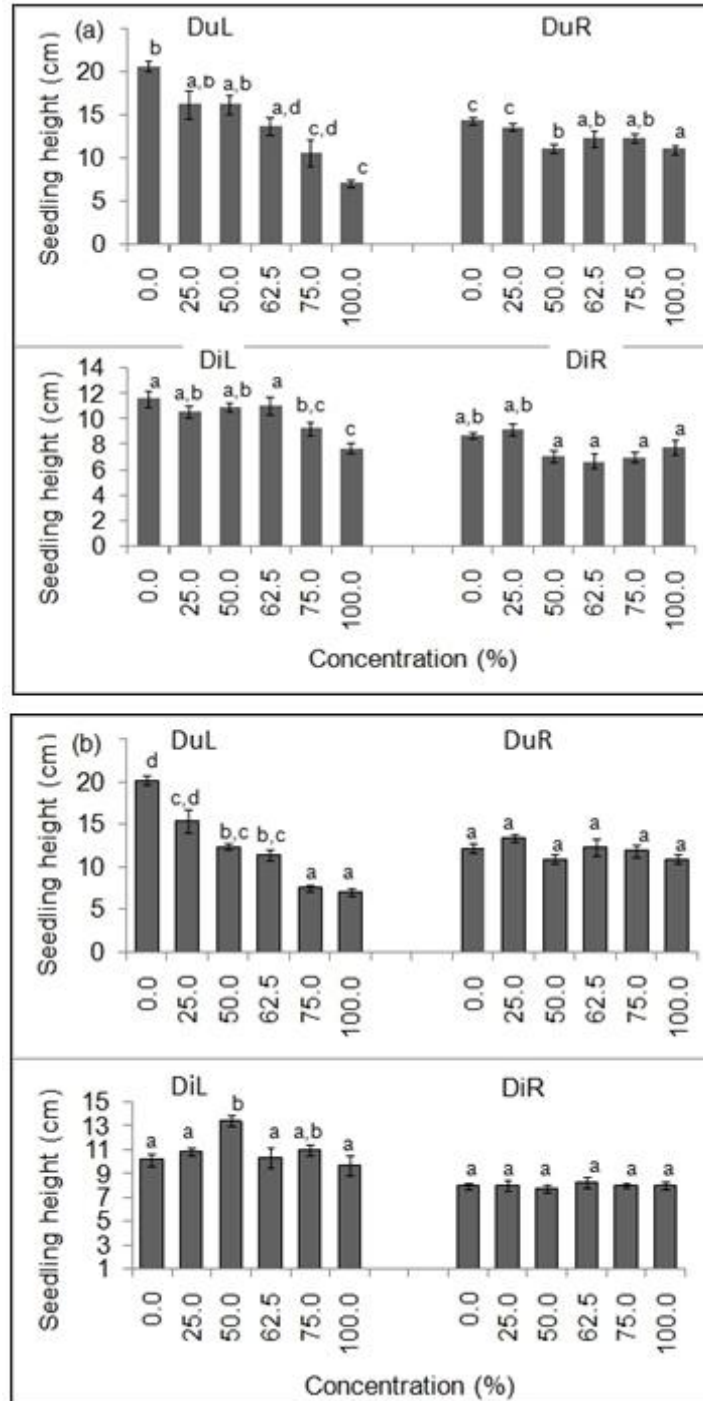 (a) DuL DuR
Seedling height (cm)
20
15
10
5
0
b a,b a,b a,d c,d c
c c b a,b a,b a
0.0 25.0 50.0 62.5 75.0 100.0
0.0 25.0 50.0 62.5 75.0 100.0
DiL DiR
Seedling height (cm)
14
12
10
8
6
4
2
0
a a,b a,b a b,c c
a,b a,b a a a a
0.0 25.0 50.0 62.5 75.0 100.0
0.0 25.0 50.0 62.5 75.0 100.0
Concentration (%)
(b) DuL DuR
Seedling height (cm)
20
15
10
5
0
d c,d b,c b,c a a
a a a a a a
0.0 25.0 50.0 62.5 75.0 100.0
0.0 25.0 50.0 62.5 75.0 100.0
DiL DiR
Seedling height (cm)
15
13
11
9
7
5
3
1
a a b a a,b a
a a a a a a
0.0 25.0 50.0 62.5 75.0 100.0
0.0 25.0 50.0 62.5 75.0 100.0
Concentration (%)